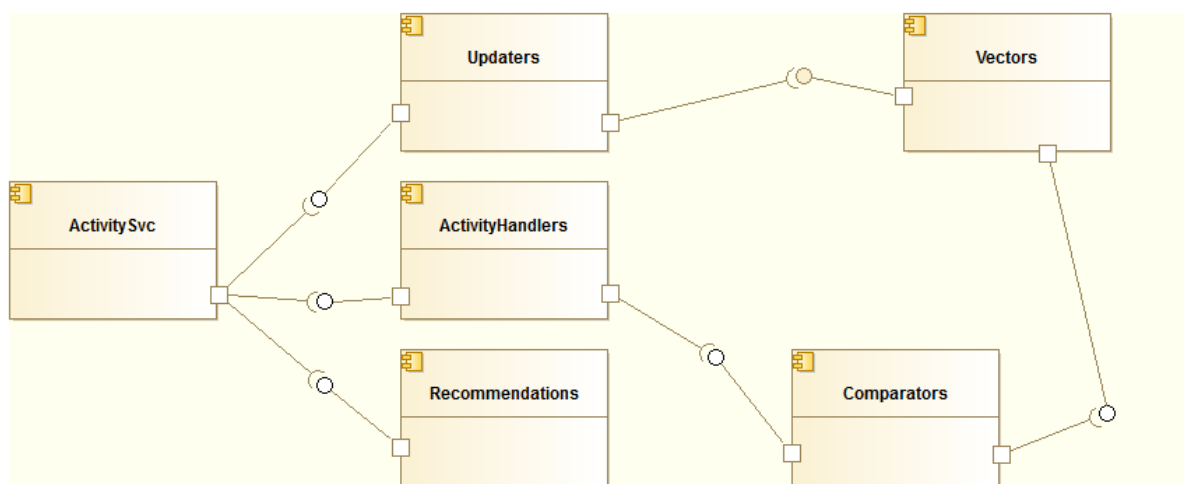 Updaters
Vectors
ActivitySvc
ActivityHandlers
Recommendations
Comparators